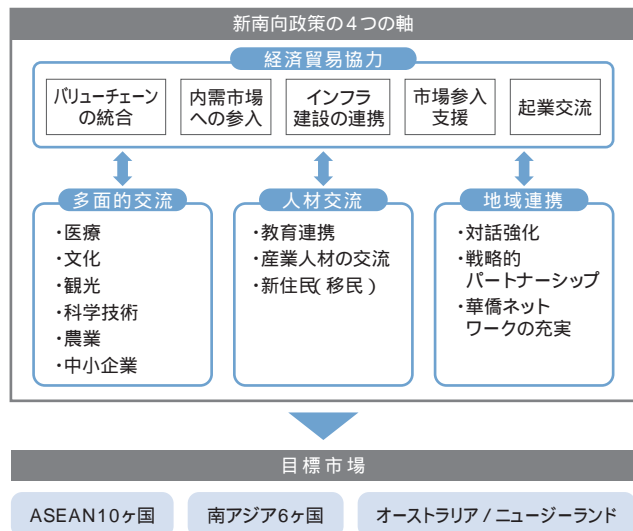 新南向政策の4つの軸
経済貿易協力
バリューチェーン
の統合
内需市場
への参入
インフラ
建設の連携
市場参入
支援
起業交流
多面的交流
・医療
・文化
・観光
・科学技術
・農業
・中小企業
人材交流
・教育連携
・産業人材の交流
・新住民(移民)
地域連携
・対話強化
・戦略的
パートナーシップ
・華僑ネット
ワークの充実
目標市場
ASEAN10ヶ国
南アジア6ヶ国
オーストラリア / ニュージーランド